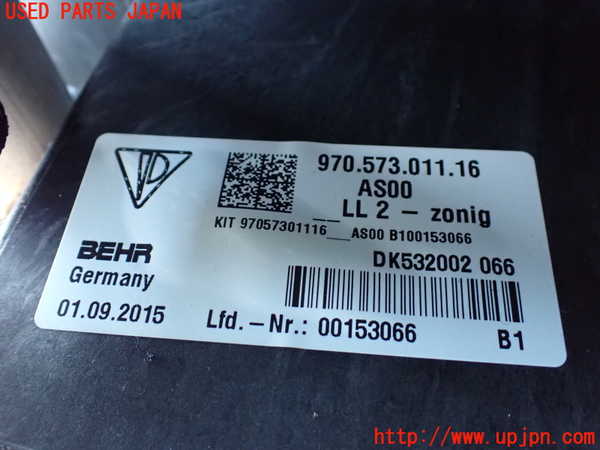 USED PARTS JAPAN
970.573.011.16
AS00
__LL 2 - zonig
KIT 97057301116___AS00 B100153066
BEHR
Germany
DK532002 066
01.09.2015
Lfd. -Nr.: 00153066
B1
http://www.upjpn.com/